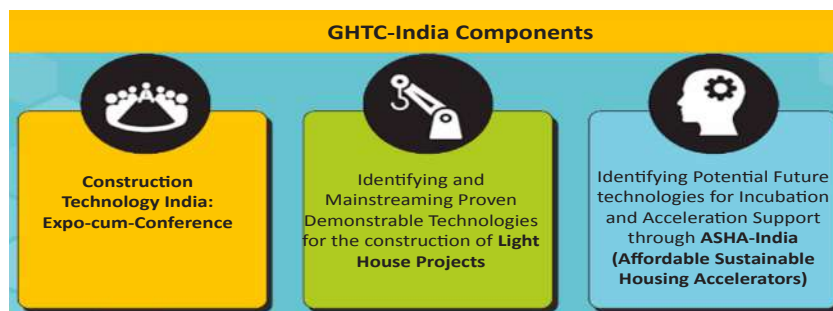 GHTC-India Components
Construction
Technology India:
Expo-cum-Conference
Identifying and
Mainstreaming Proven
Demonstrable Technologies
for the construction of Light
House Projects
Identifying Potential Future
technologies for Incubation
and Acceleration Support
through ASHA-India
(Affordable Sustainable
Housing Accelerators)